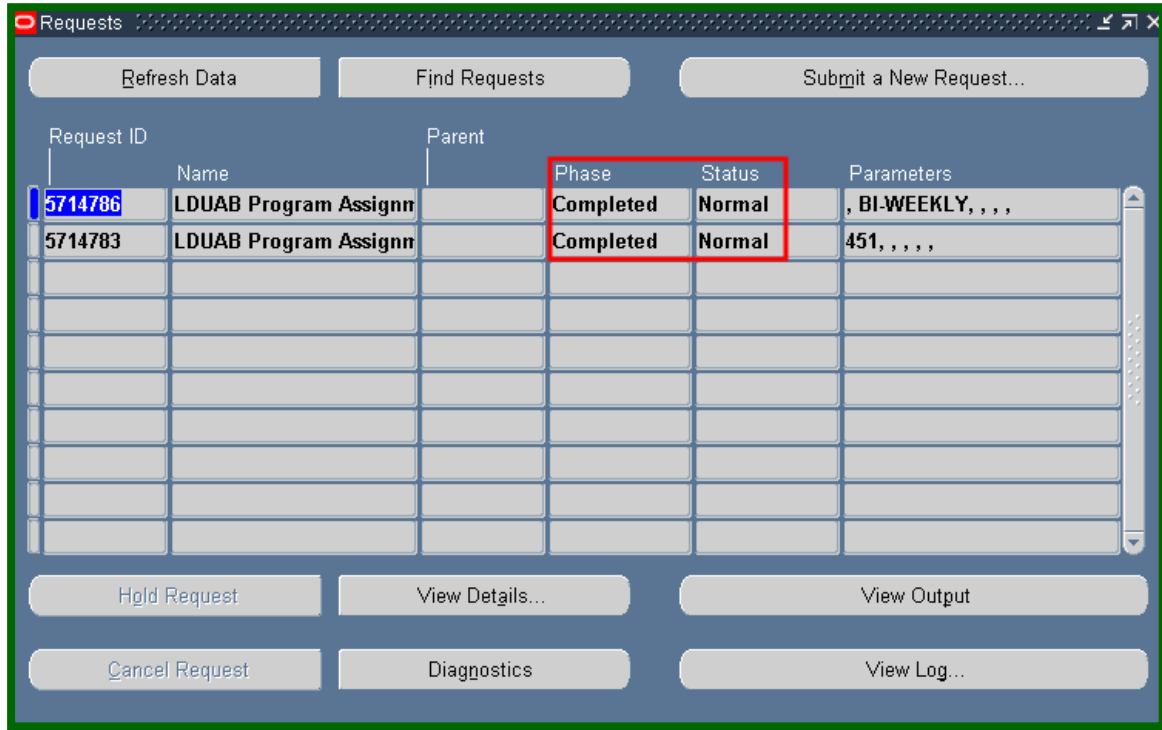 Requests
Refresh Data Find Requests Submit a New Request...
Request ID Parent
Name Phase Status Parameters
5714786 LDUAB Program Assignm Completed Normal , BI-WEEKLY, , , ,
5714783 LDUAB Program Assignm Completed Normal 451, , , , ,
Hold Request View Details... View Output
Cancel Request Diagnostics View Log...